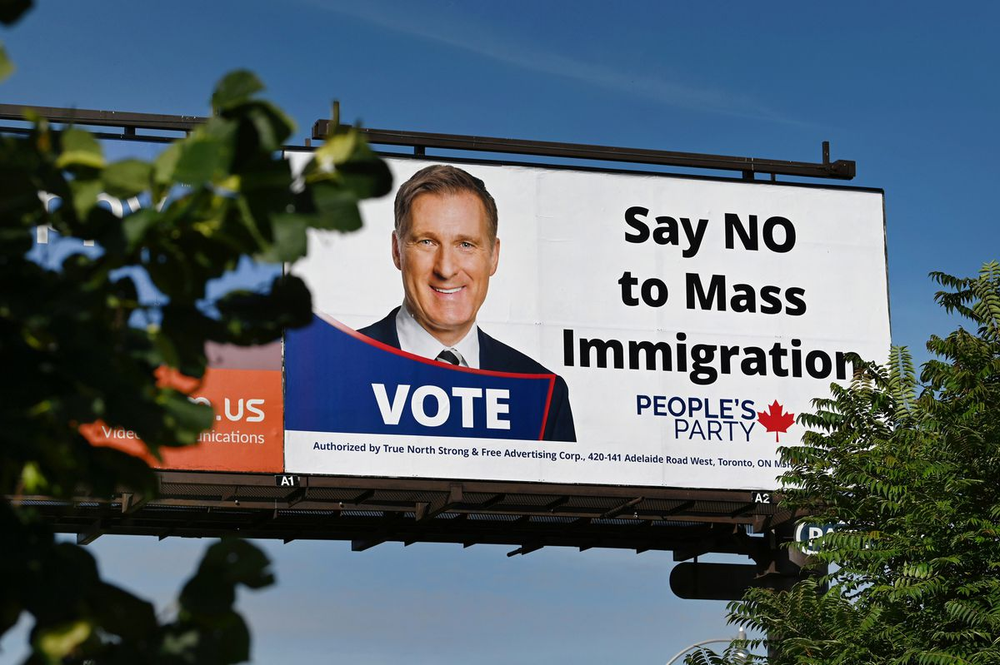 Say NO
to Mass
Immigration
VOTE
PEOPLE'S
PARTY
Authorized by True North Strong & Free Advertising Corp., 420-141 Adelaide Road West, Toronto, ON
.us
A1
A2